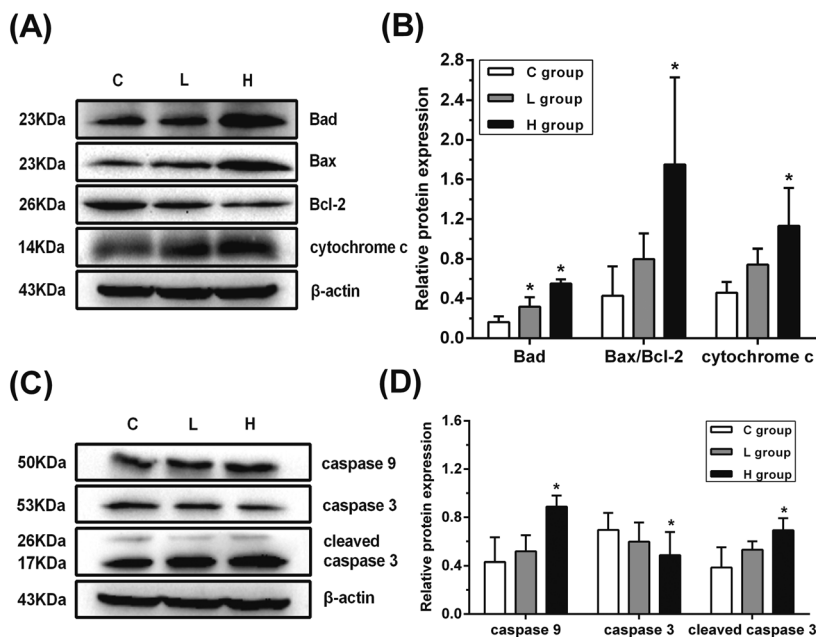 (A)
C L H
23KDa Bad
23KDa Bax
26KDa Bcl-2
14KDa cytochrome c
43KDa β-actin
(B)
Relative protein expression
2.8
2.4
2.0
1.6
1.2
0.8
0.4
0.0
C group
L group
H group
* * * *
Bad Bax/Bcl-2 cytochrome c
(C)
C L H
50KDa caspase 9
53KDa caspase 3
26KDa cleaved
17KDa caspase 3
43KDa β-actin
(D)
Relative protein expression
1.6
1.2
0.8
0.4
0.0
C group
L group
H group
* * *
caspase 9 caspase 3 cleaved caspase 3